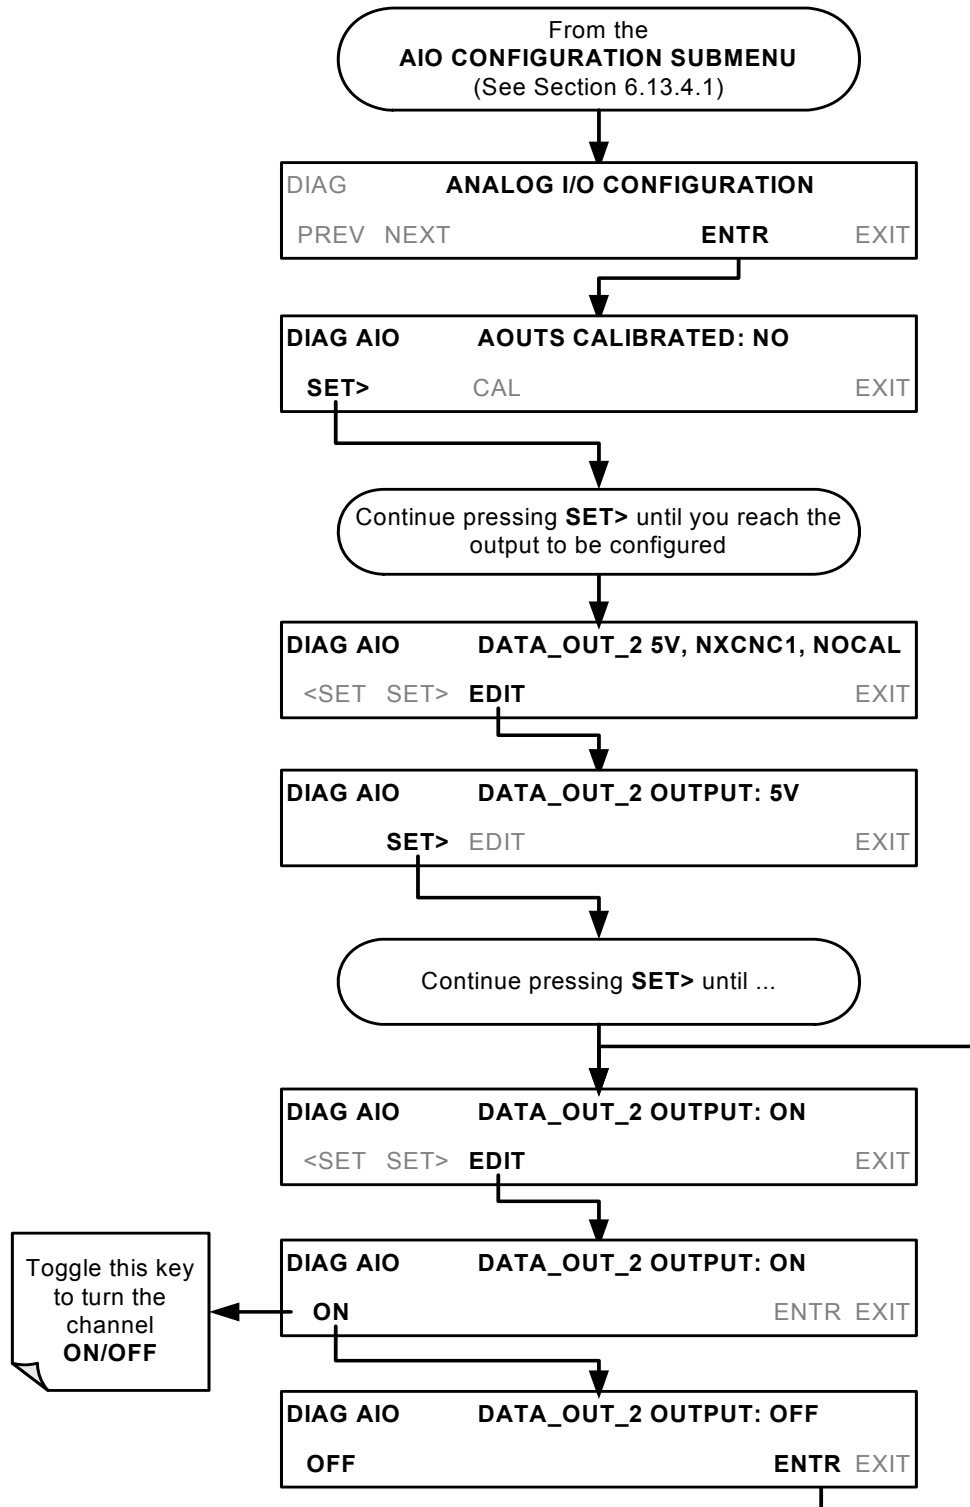 From the
AIO CONFIGURATION SUBMENU
(See Section 6.13.4.1)
DIAG ANALOG I/O CONFIGURATION
PREV NEXT ENTR EXIT
DIAG AIO AOUTS CALIBRATED: NO
SET> CAL EXIT
Continue pressing SET> until you reach the
output to be configured
DIAG AIO DATA_OUT_2 5V, NXCNC1, NOCAL
<SET SET> EDIT EXIT
DIAG AIO DATA_OUT_2 OUTPUT: 5V
SET> EDIT EXIT
Continue pressing SET> until ...
DIAG AIO DATA_OUT_2 OUTPUT: ON
<SET SET> EDIT EXIT
Toggle this key
to turn the
channel
ON/OFF
DIAG AIO DATA_OUT_2 OUTPUT: ON
ON ENTR EXIT
DIAG AIO DATA_OUT_2 OUTPUT: OFF
OFF ENTR EXIT